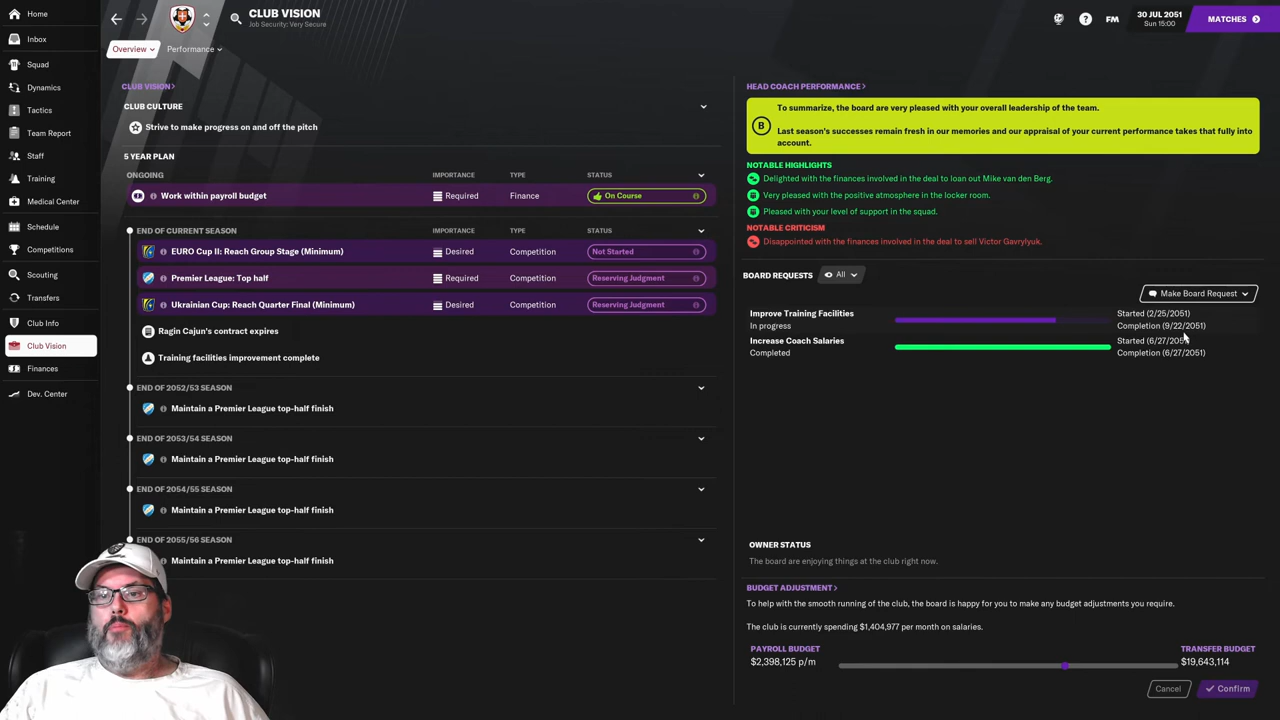 Home
Inbox
Squad
Dynamics
Tactics
Team Report
Staff
Training
Medical Center
Schedule
Competitions
Scouting
Transfers
Club Info
Club Vision
Finances
Dev. Center
CLUB VISION
Job Security: Very Secure
FM
30 JUL 2051
Sun 15:00
MATCHES
Overview
Performance
CLUB VISION
CLUB CULTURE
Strive to make progress on and off the pitch
5 YEAR PLAN
ONGOING IMPORTANCE TYPE STATUS
Work within payroll budget Required Finance On Course
END OF CURRENT SEASON IMPORTANCE TYPE STATUS
EURO Cup II: Reach Group Stage (Minimum) Desired Competition Not Started
Premier League: Top half Required Competition Reserving Judgment
Ukrainian Cup: Reach Quarter Final (Minimum) Desired Competition Reserving Judgment
Ragin Cajun's contract expires
Training facilities improvement complete
END OF 2052/53 SEASON
Maintain a Premier League top-half finish
END OF 2053/54 SEASON
Maintain a Premier League top-half finish
END OF 2054/55 SEASON
Maintain a Premier League top-half finish
END OF 2055/56 SEASON
Maintain a Premier League top-half finish
HEAD COACH PERFORMANCE
B
To summarize, the board are very pleased with your overall leadership of the team.
Last season's successes remain fresh in our memories and our appraisal of your current performance takes that fully into
account.
NOTABLE HIGHLIGHTS
Delighted with the finances involved in the deal to loan out Mike van den Berg.
Very pleased with the positive atmosphere in the locker room.
Pleased with your level of support in the squad.
NOTABLE CRITICISM
Disappointed with the finances involved in the deal to sell Victor Gavrylyuk.
BOARD REQUESTS All
Make Board Request
Improve Training Facilities Started (2/25/2051)
In progress Completion (9/22/2051)
Increase Coach Salaries Started (6/27/2051)
Completed Completion (6/27/2051)
OWNER STATUS
The board are enjoying things at the club right now.
BUDGET ADJUSTMENT
To help with the smooth running of the club, the board is happy for you to make any budget adjustments you require.
The club is currently spending $1,404,977 per month on salaries.
PAYROLL BUDGET TRANSFER BUDGET
$2,398,125 p/m $19,643,114
Cancel Confirm